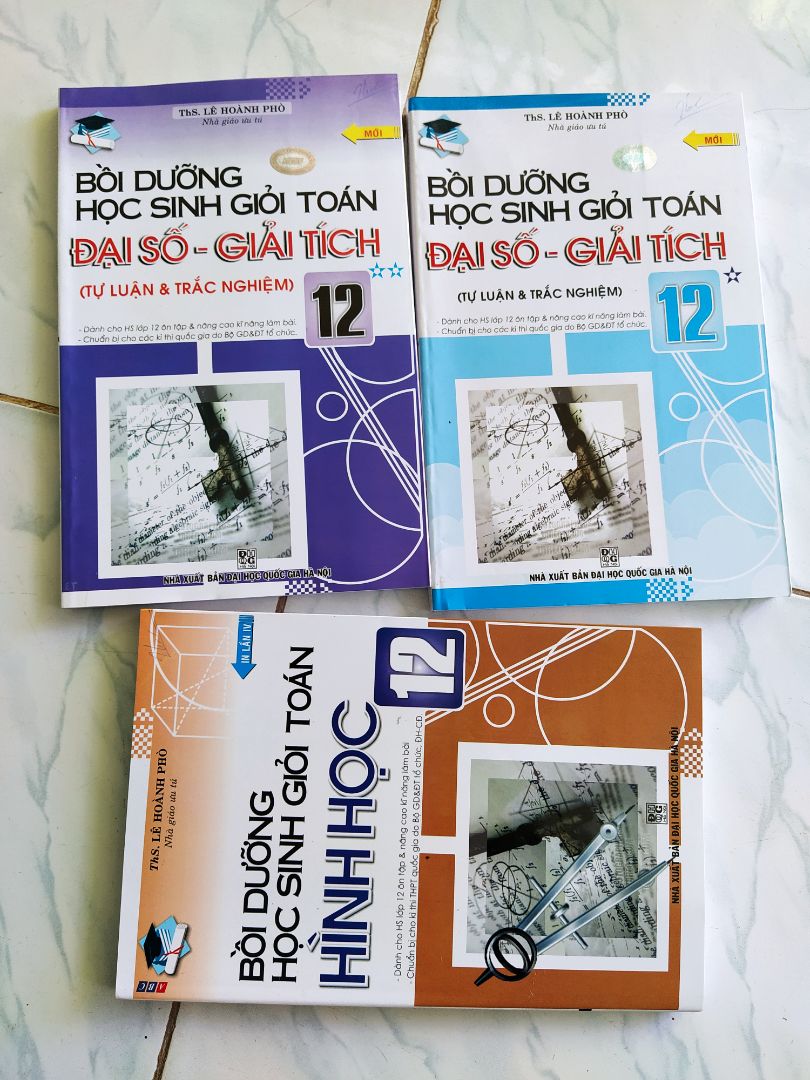 ThS. LÊ HOÀNH PHÒ
Nhà giáo ưu tú
MỚI
BỒI DƯỠNG
HỌC SINH GIỎI TOÁN
ĐẠI SỐ - GIẢI TÍCH
(TỰ LUẬN & TRẮC NGHIỆM)
12
- Dành cho HS lớp 12 ôn tập & nâng cao kĩ năng làm bài.
- Chuẩn bị cho các kì thi quốc gia do Bộ GD&ĐT tổ chức.
NHÀ XUẤT BẢN ĐẠI HỌC QUỐC GIA HÀ NỘI
ThS. LÊ HOÀNH PHÒ
Nhà giáo ưu tú
MỚI
BỒI DƯỠNG
HỌC SINH GIỎI TOÁN
ĐẠI SỐ - GIẢI TÍCH
(TỰ LUẬN & TRẮC NGHIỆM)
12
- Dành cho HS lớp 12 ôn tập & nâng cao kĩ năng làm bài.
- Chuẩn bị cho các kì thi quốc gia do Bộ GD&ĐT tổ chức.
NHÀ XUẤT BẢN ĐẠI HỌC QUỐC GIA HÀ NỘI
ABC
ThS. LÊ HOÀNH PHÒ
Nhà giáo ưu tú
IN LẦN IV
BỒI DƯỠNG
HỌC SINH GIỎI TOÁN
HÌNH HỌC
12
- Dành cho HS lớp 12 ôn tập & nâng cao kĩ năng làm bài
- Chuẩn bị cho kì thi THPT quốc gia do Bộ GD&ĐT tổ chức, ĐH-CĐ
NHÀ XUẤT BẢN ĐẠI HỌC QUỐC GIA HÀ NỘI